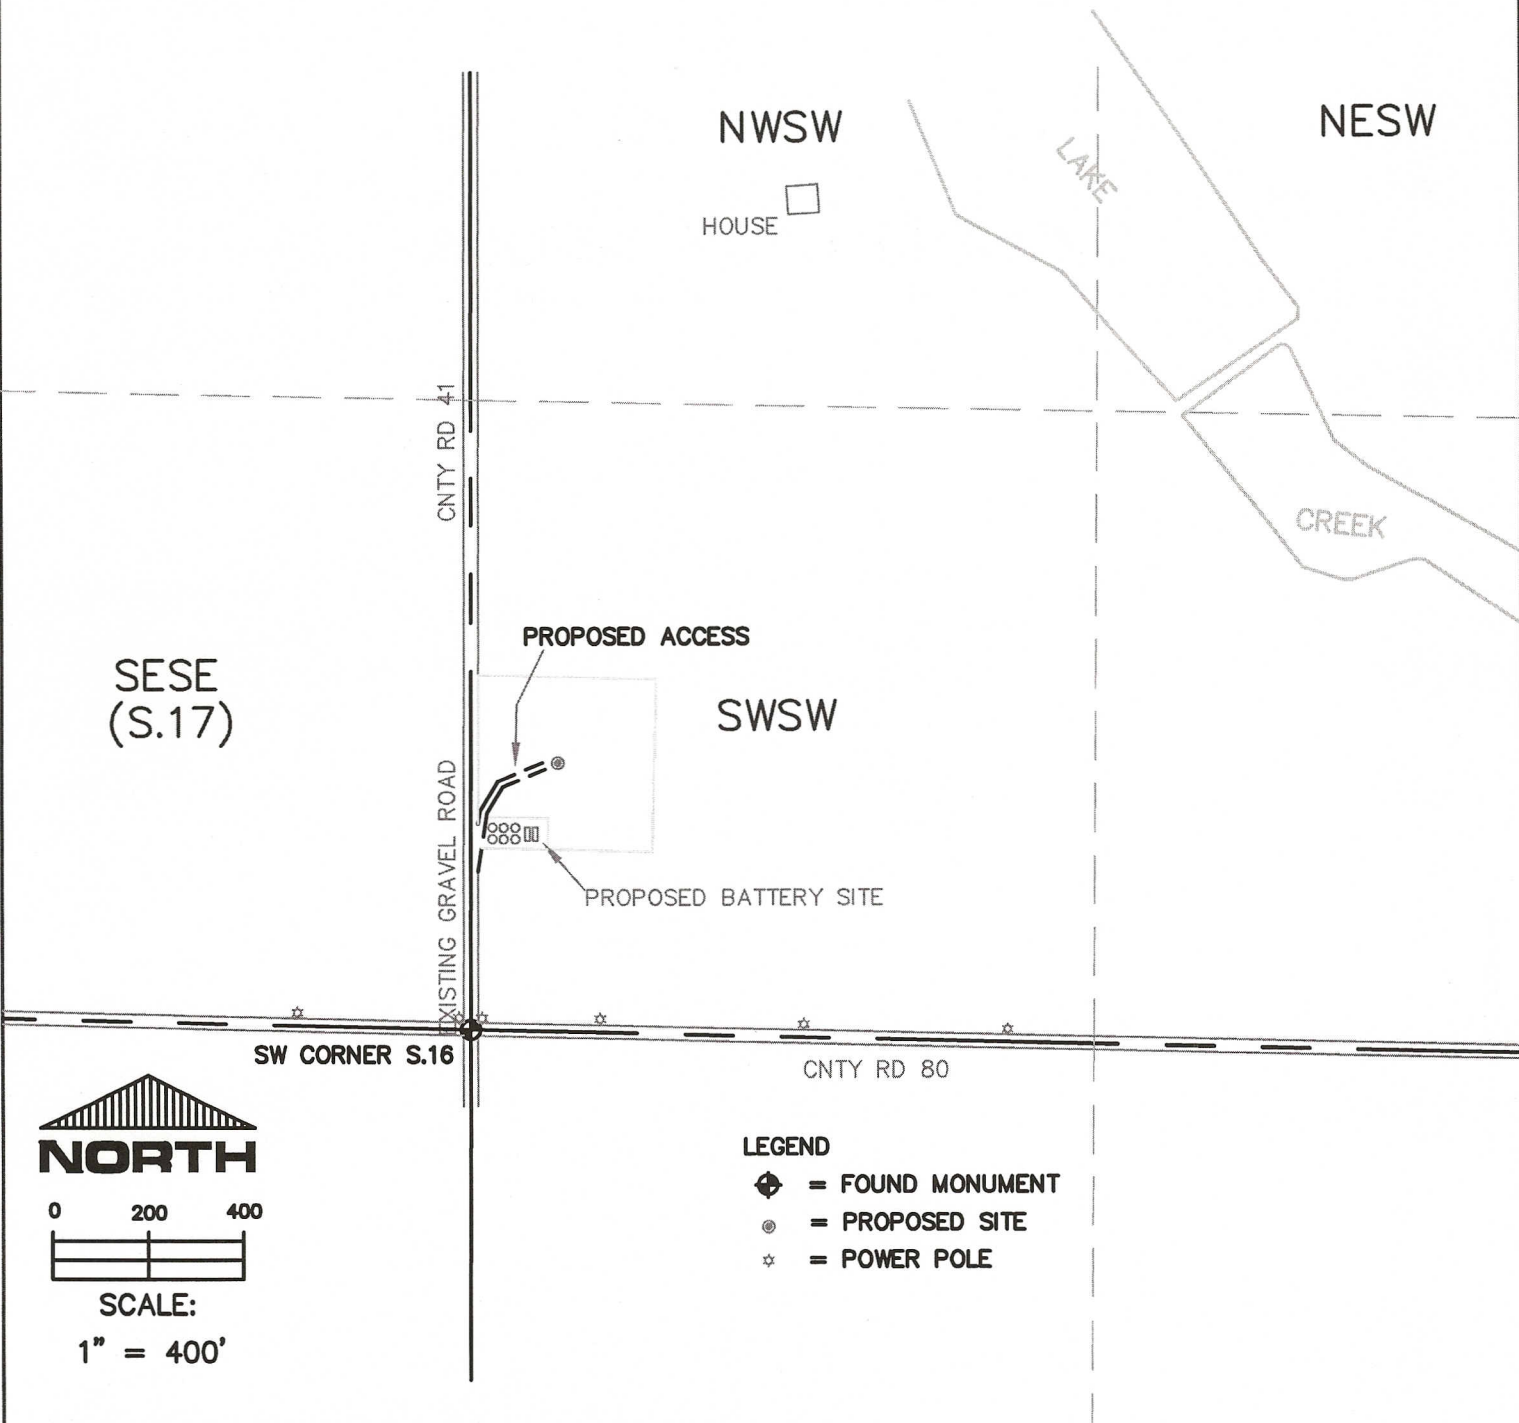 NWSW
NESW
LAKE
HOUSE
CNTY RD 41
CREEK
PROPOSED ACCESS
SESE
(S.17)
SWSW
EXISTING GRAVEL ROAD
PROPOSED BATTERY SITE
SW CORNER S.16
CNTY RD 80
NORTH
0 200 400
SCALE:
1" = 400'
LEGEND
= FOUND MONUMENT
= PROPOSED SITE
= POWER POLE